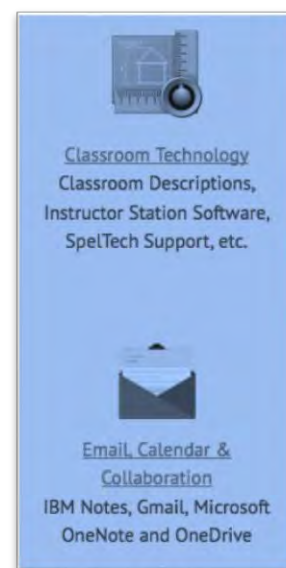 Classroom Technology
Classroom Descriptions,
Instructor Station Software,
SpelTech Support, etc.
Email, Calendar &
Collaboration
IBM Notes, Gmail, Microsoft
OneNote and OneDrive